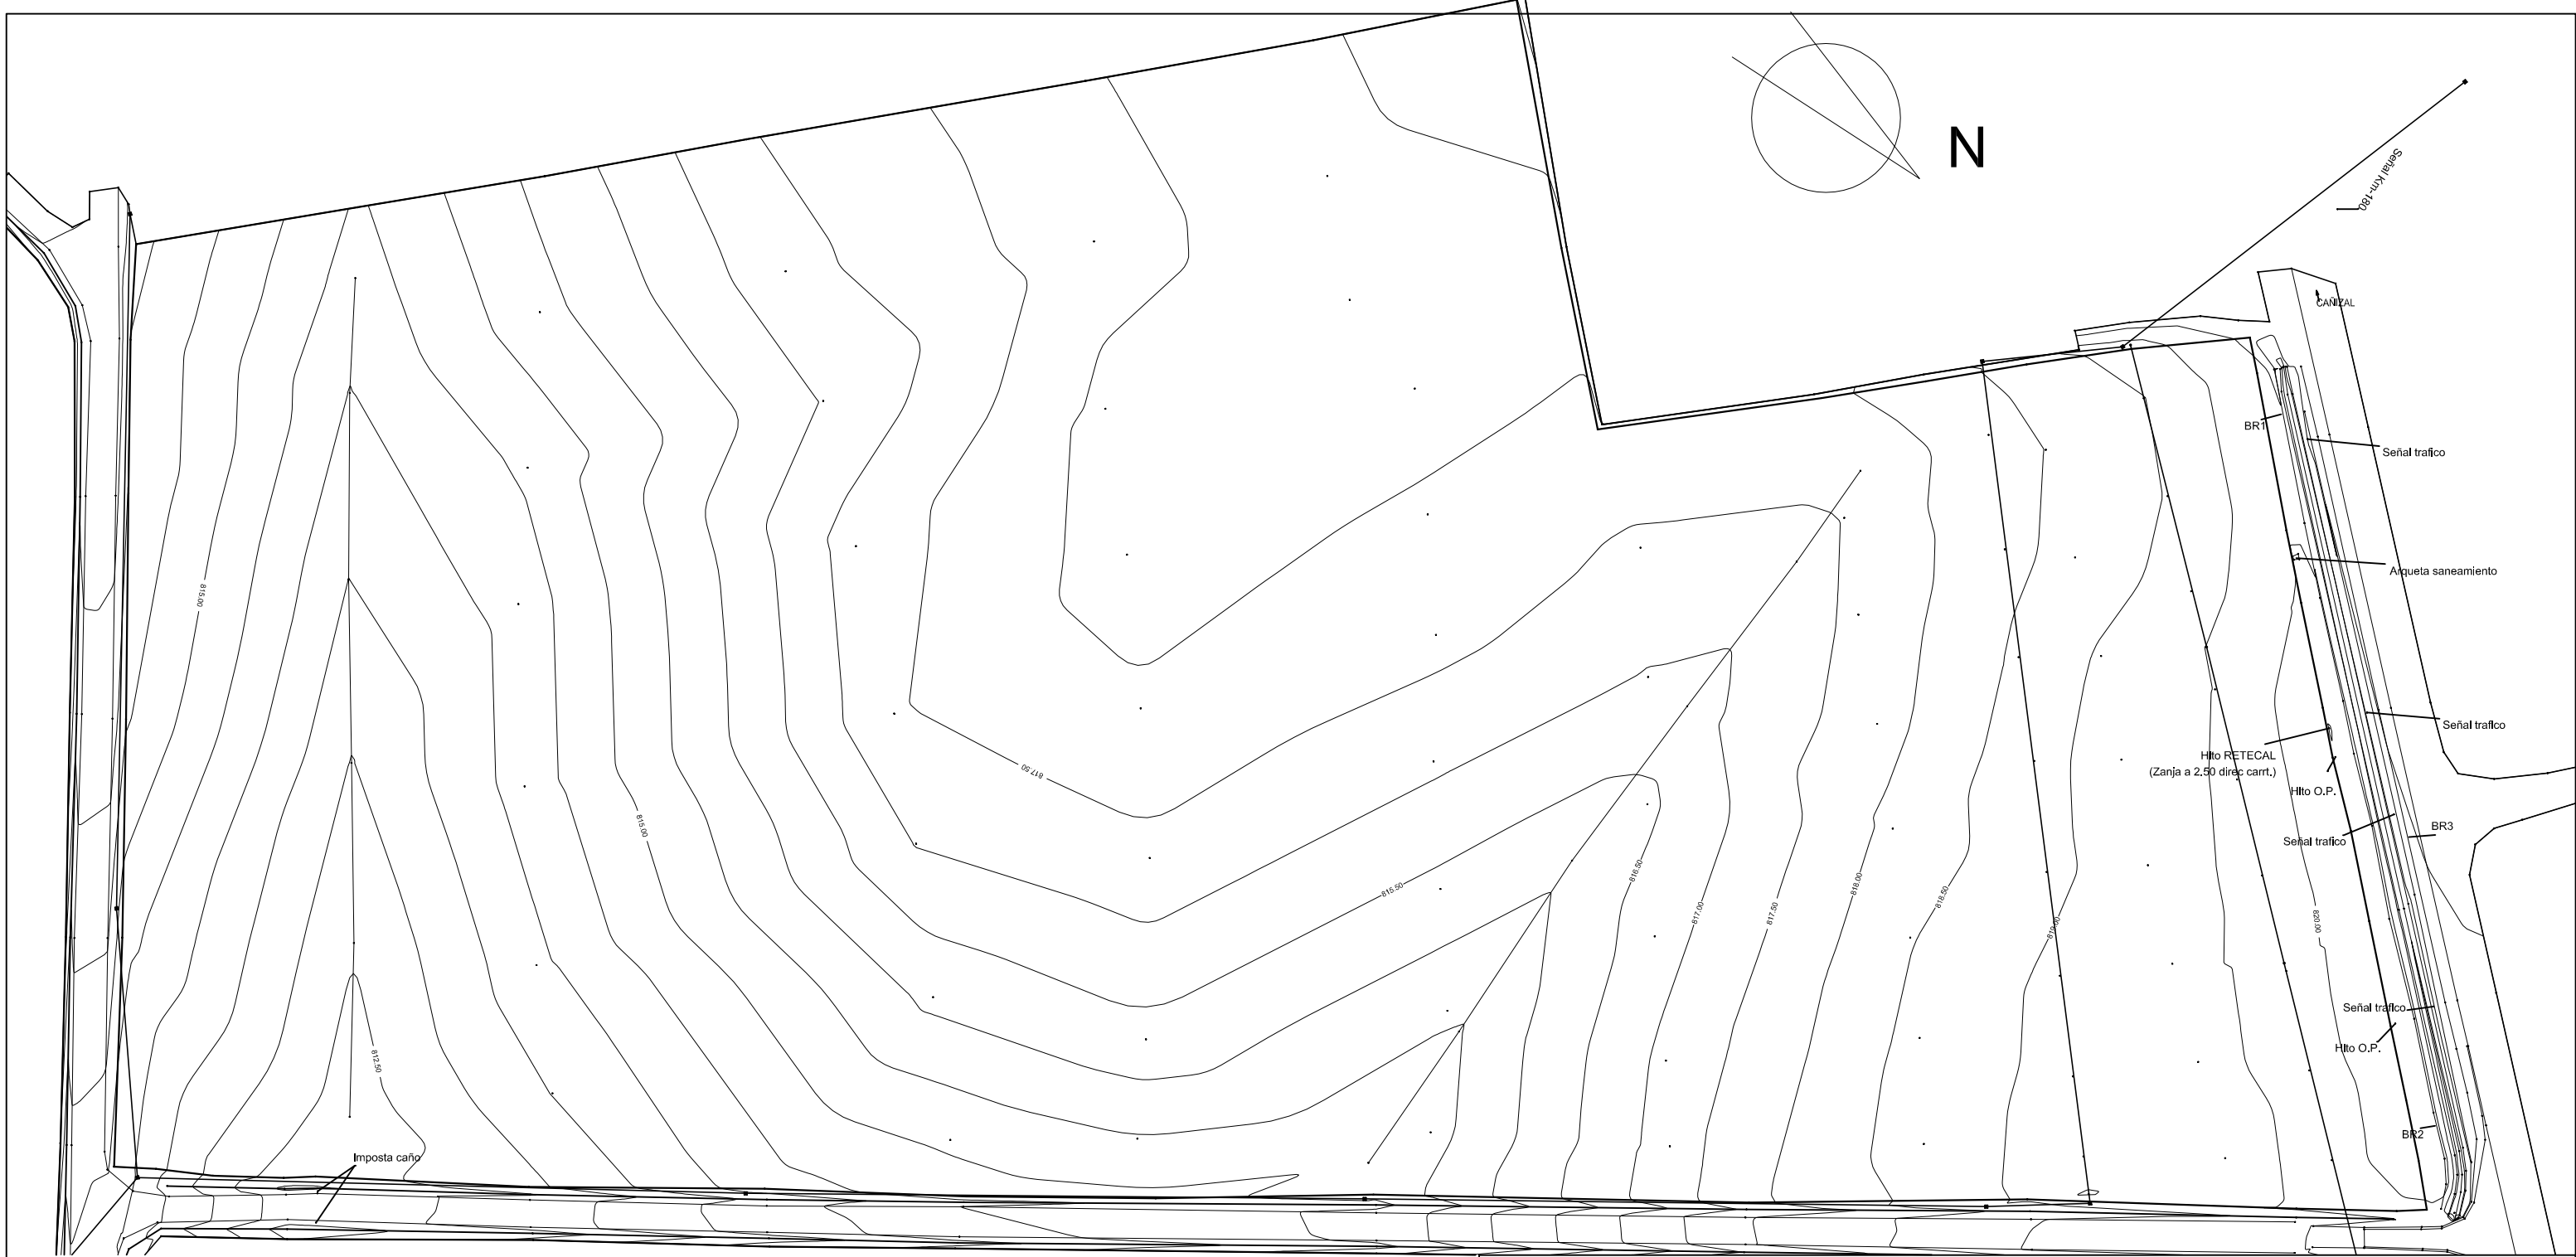 N
Señal Km-180
CAÑIZAL
BR1
Señal trafico
Arqueta saneamiento
815.00
Señal trafico
Hito RETECAL
(Zanja a 2.50 direc carrt.)
Hito O.P.
817.50
815.00
BR3
Señal trafico
816.50
815.50
818.00
818.50
817.00
817.50
820.00
819.00
Señal trafico
Hito O.P.
812.50
BR2
Imposta caño